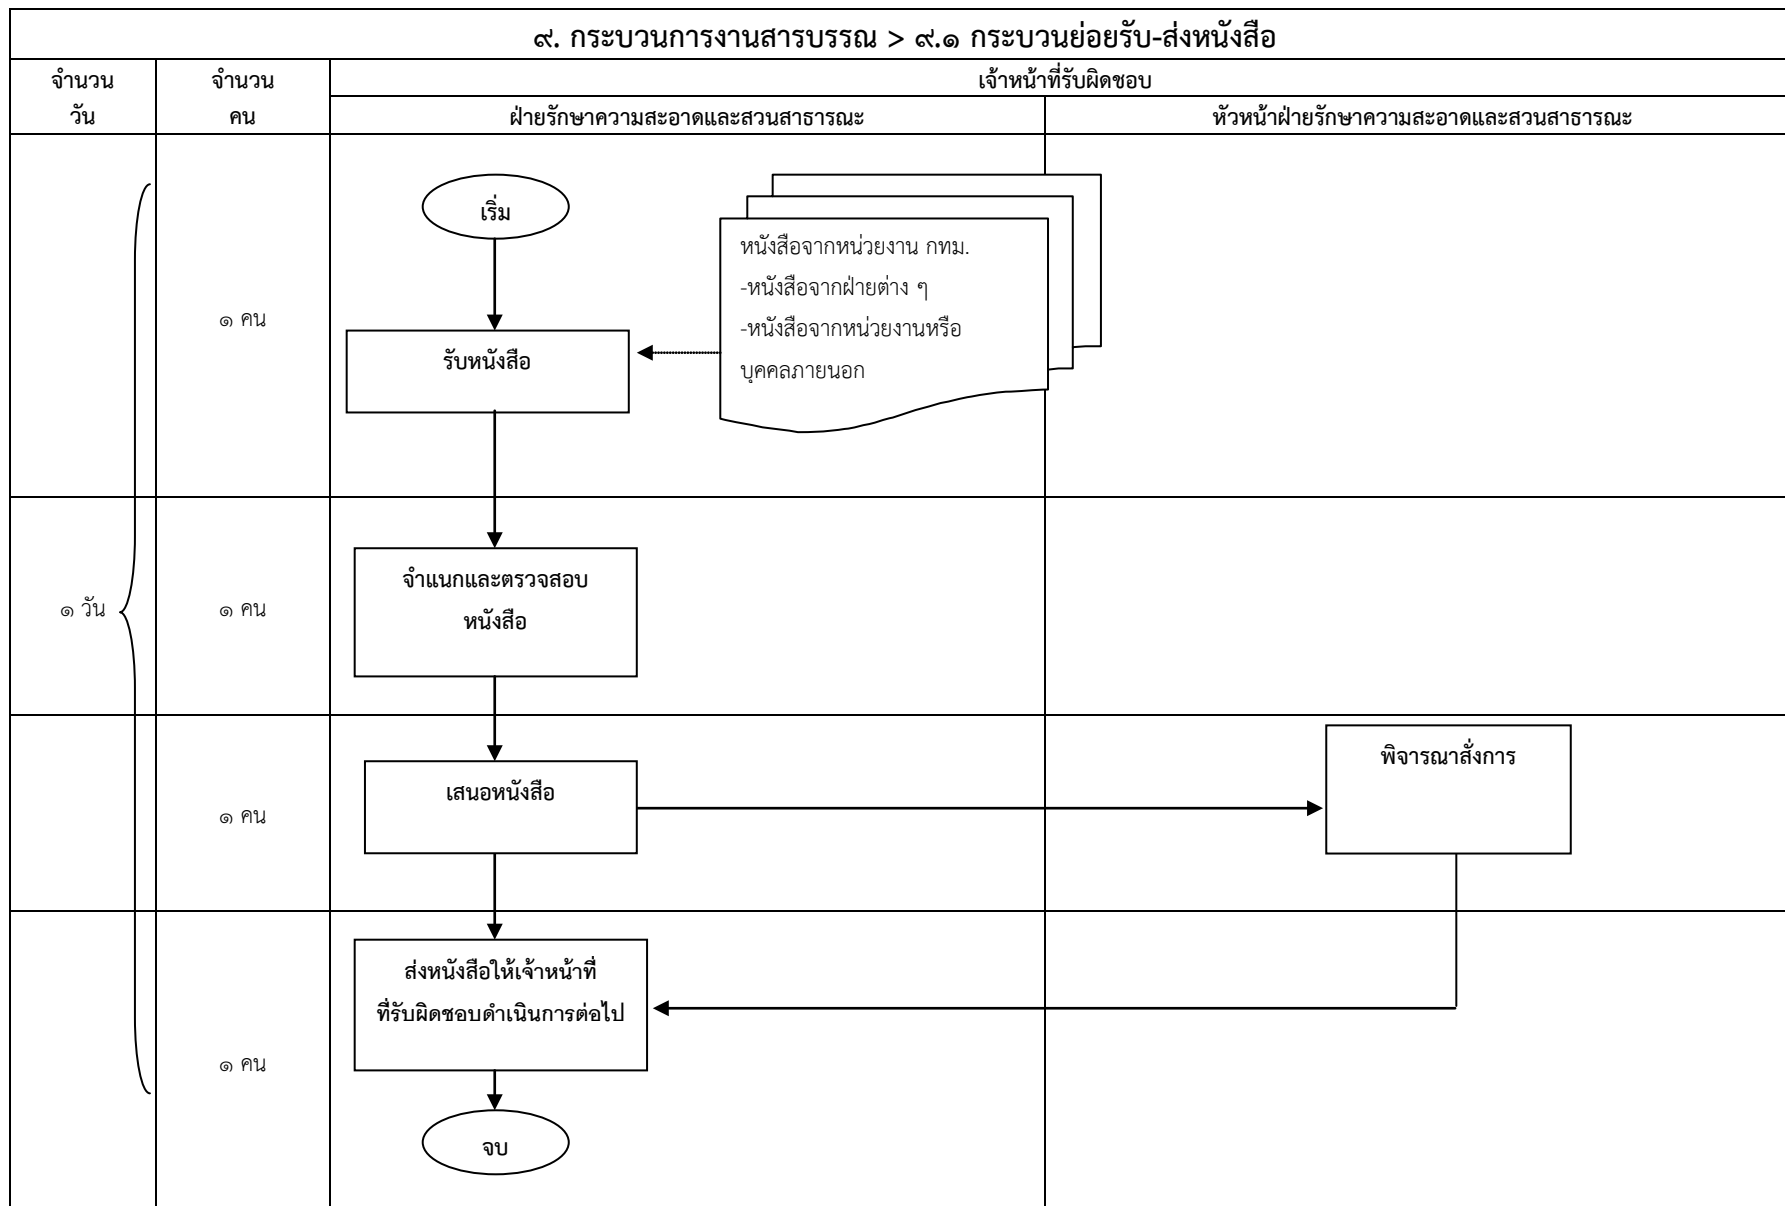 ๙. กระบวนการงานสารบรรณ > ๙.๑ กระบวนย่อยรับ-ส่งหนังสือ
จำนวน
วัน
จำนวน
คน
เจ้าหน้าที่รับผิดชอบ
ฝ่ายรักษาความสะอาดและสวนสาธารณะ
หัวหน้าฝ่ายรักษาความสะอาดและสวนสาธารณะ
เริ่ม
หนังสือจากหน่วยงาน กทม.
-หนังสือจากฝ่ายต่าง ๆ
-หนังสือจากหน่วยงานหรือ
บุคคลภายนอก
๑ คน
รับหนังสือ
๑ วัน
๑ คน
จำแนกและตรวจสอบ
หนังสือ
๑ คน
เสนอหนังสือ
พิจารณาสั่งการ
๑ คน
ส่งหนังสือให้เจ้าหน้าที่
ที่รับผิดชอบดำเนินการต่อไป
จบ